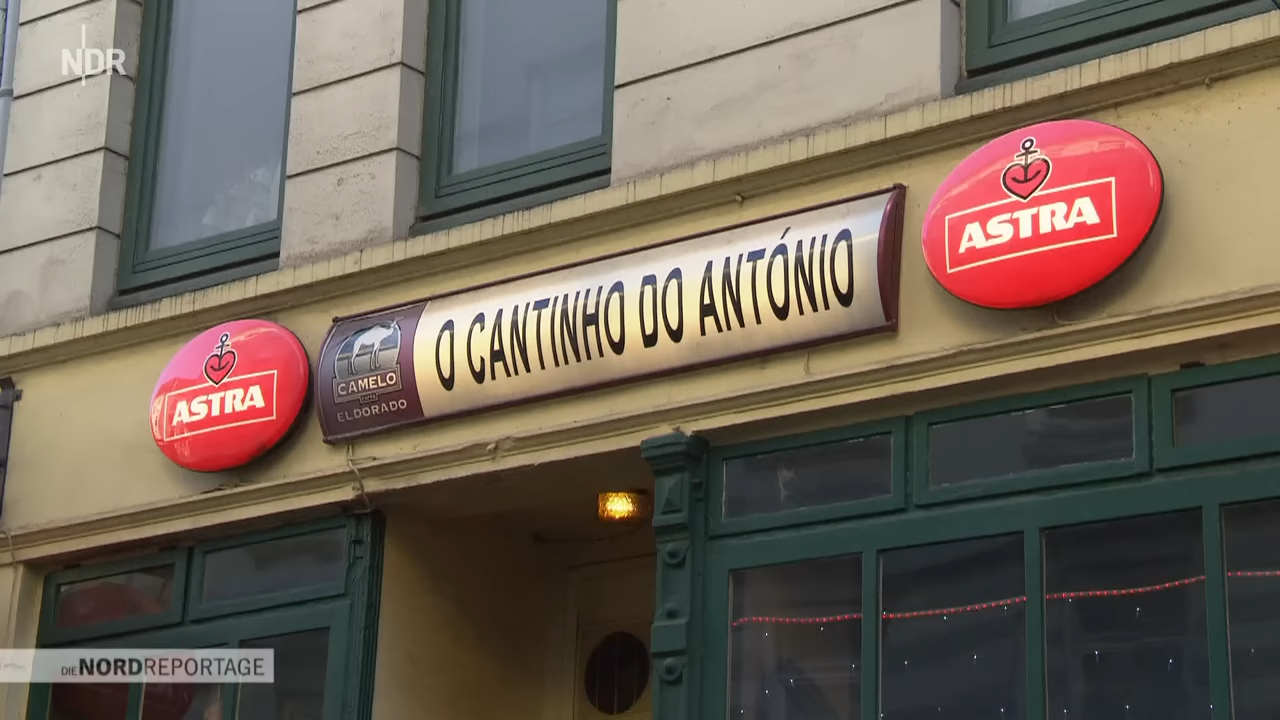 NDR
ASTRA
O CANTINHO DO ANTÓNIO
CAMELO
ELDORADO
ASTRA
DIE NORDREPORTAGE